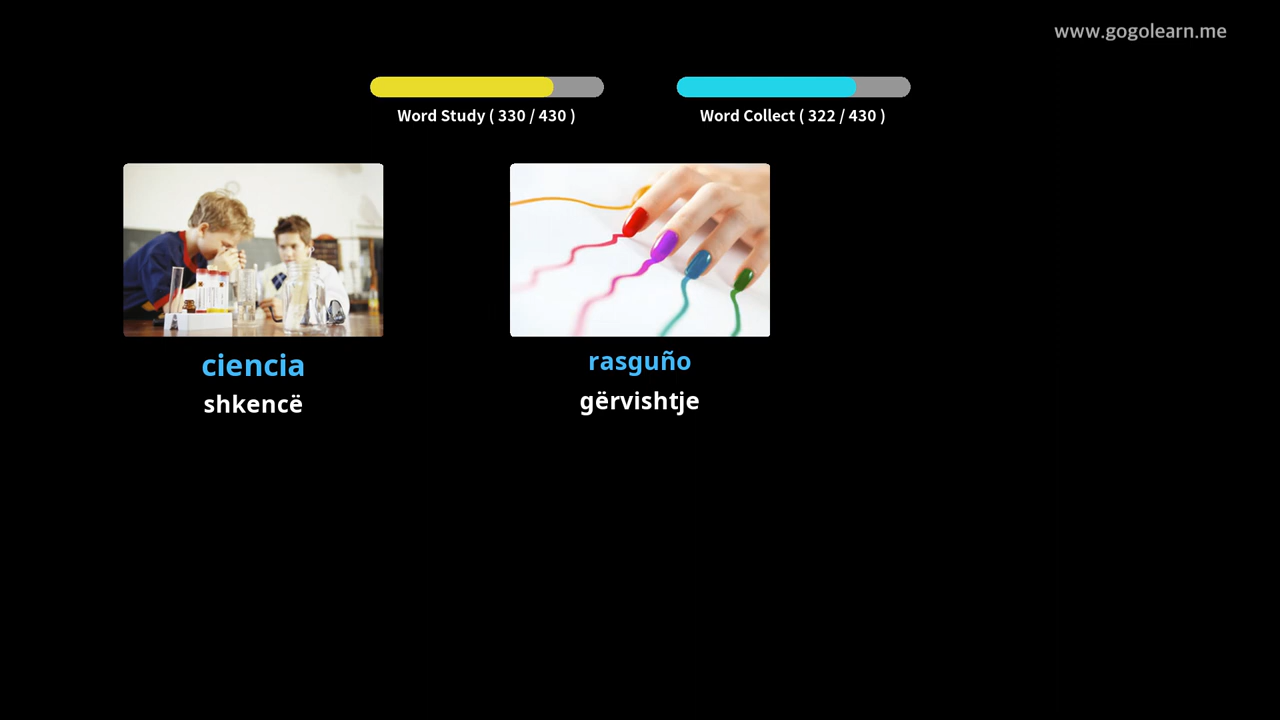 www.gogolearn.me
Word Study ( 330 / 430 )
Word Collect ( 322 / 430 )
ciencia
shkencë
rasguño
gërvishtje